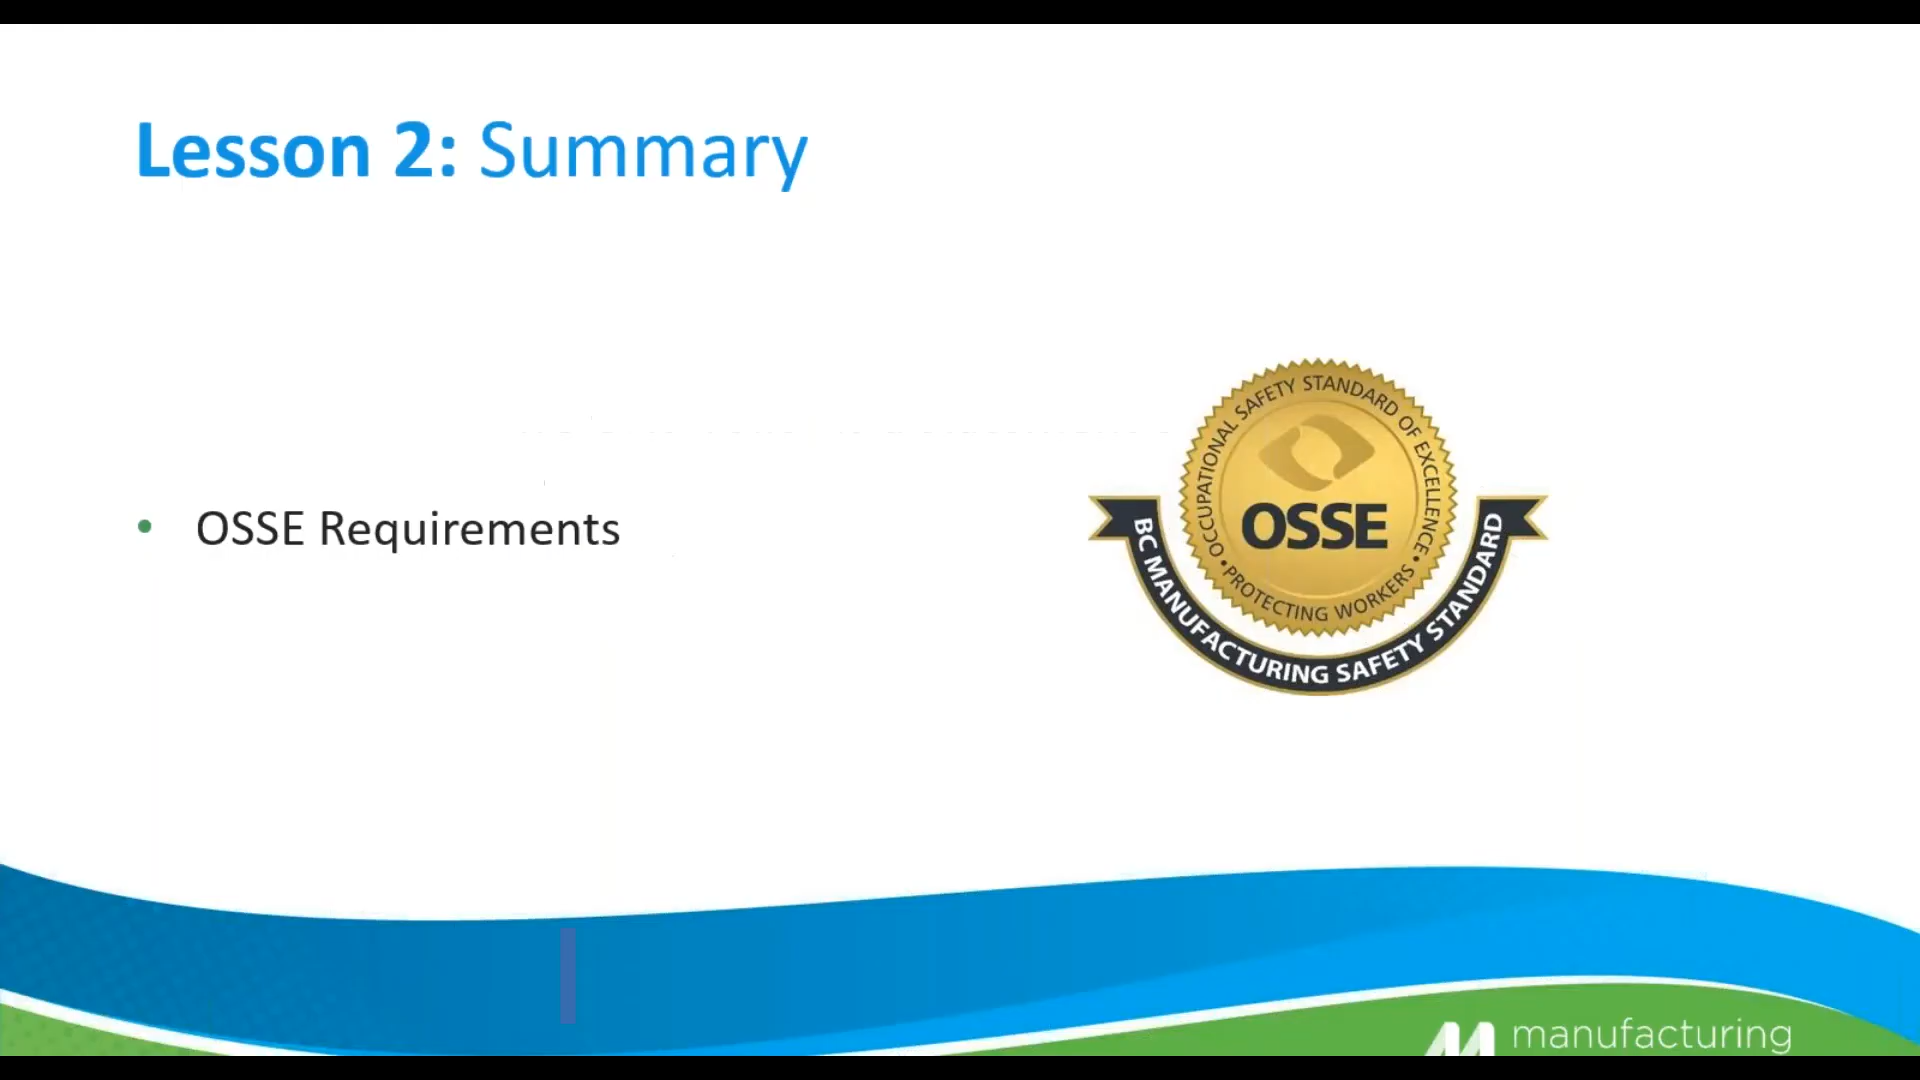 Lesson 2: Summary
• OSSE Requirements
OCCUPATIONAL SAFETY STANDARD OF EXCELLENCE
OSSE
• PROTECTING WORKERS •
BC MANUFACTURING SAFETY STANDARD
manufacturing